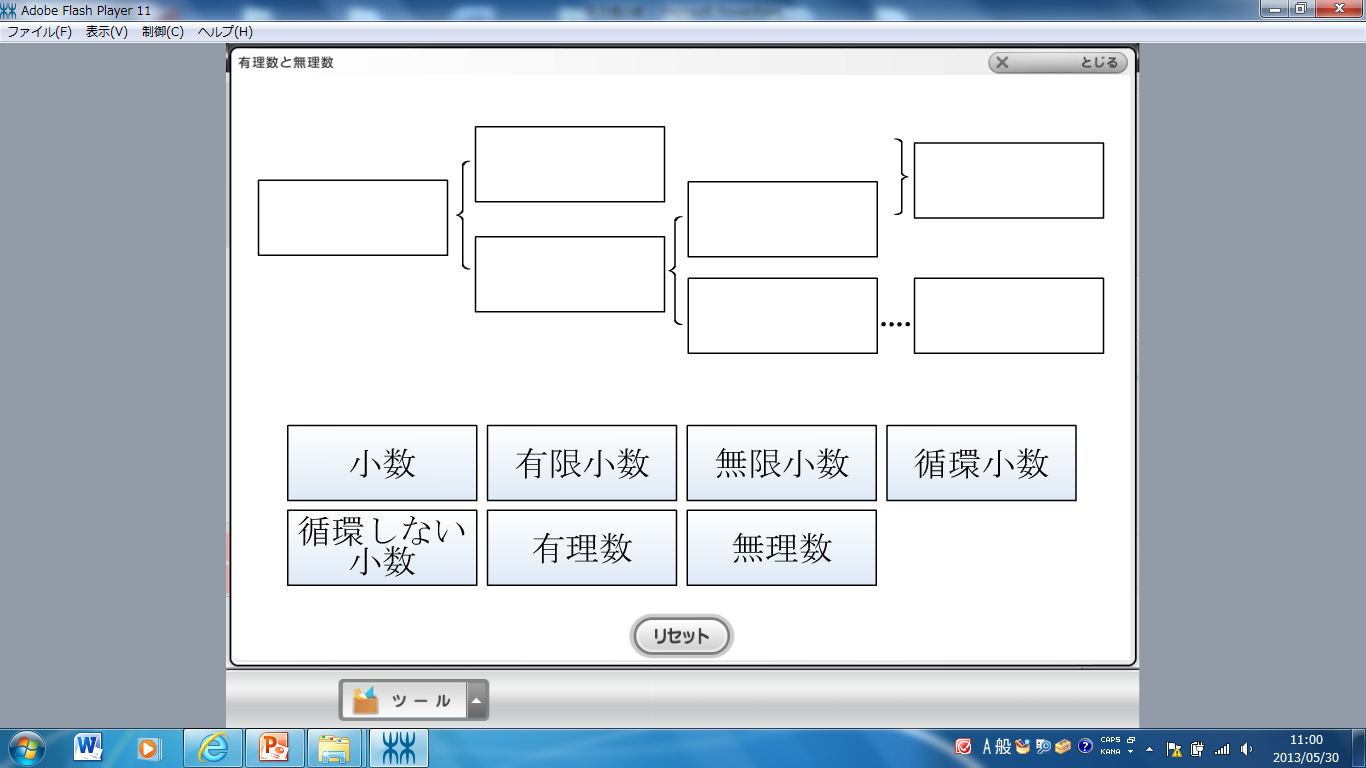 Adobe Flash Player 11
ファイル(F) 表示(V) 制御(C) ヘルプ(H)
有理数と無理数
とじる
小数
有限小数
無限小数
循環小数
循環しない
小数
有理数
無理数
リセット
ツール
A 般
CAPS
KANA
11:00
2013/05/30